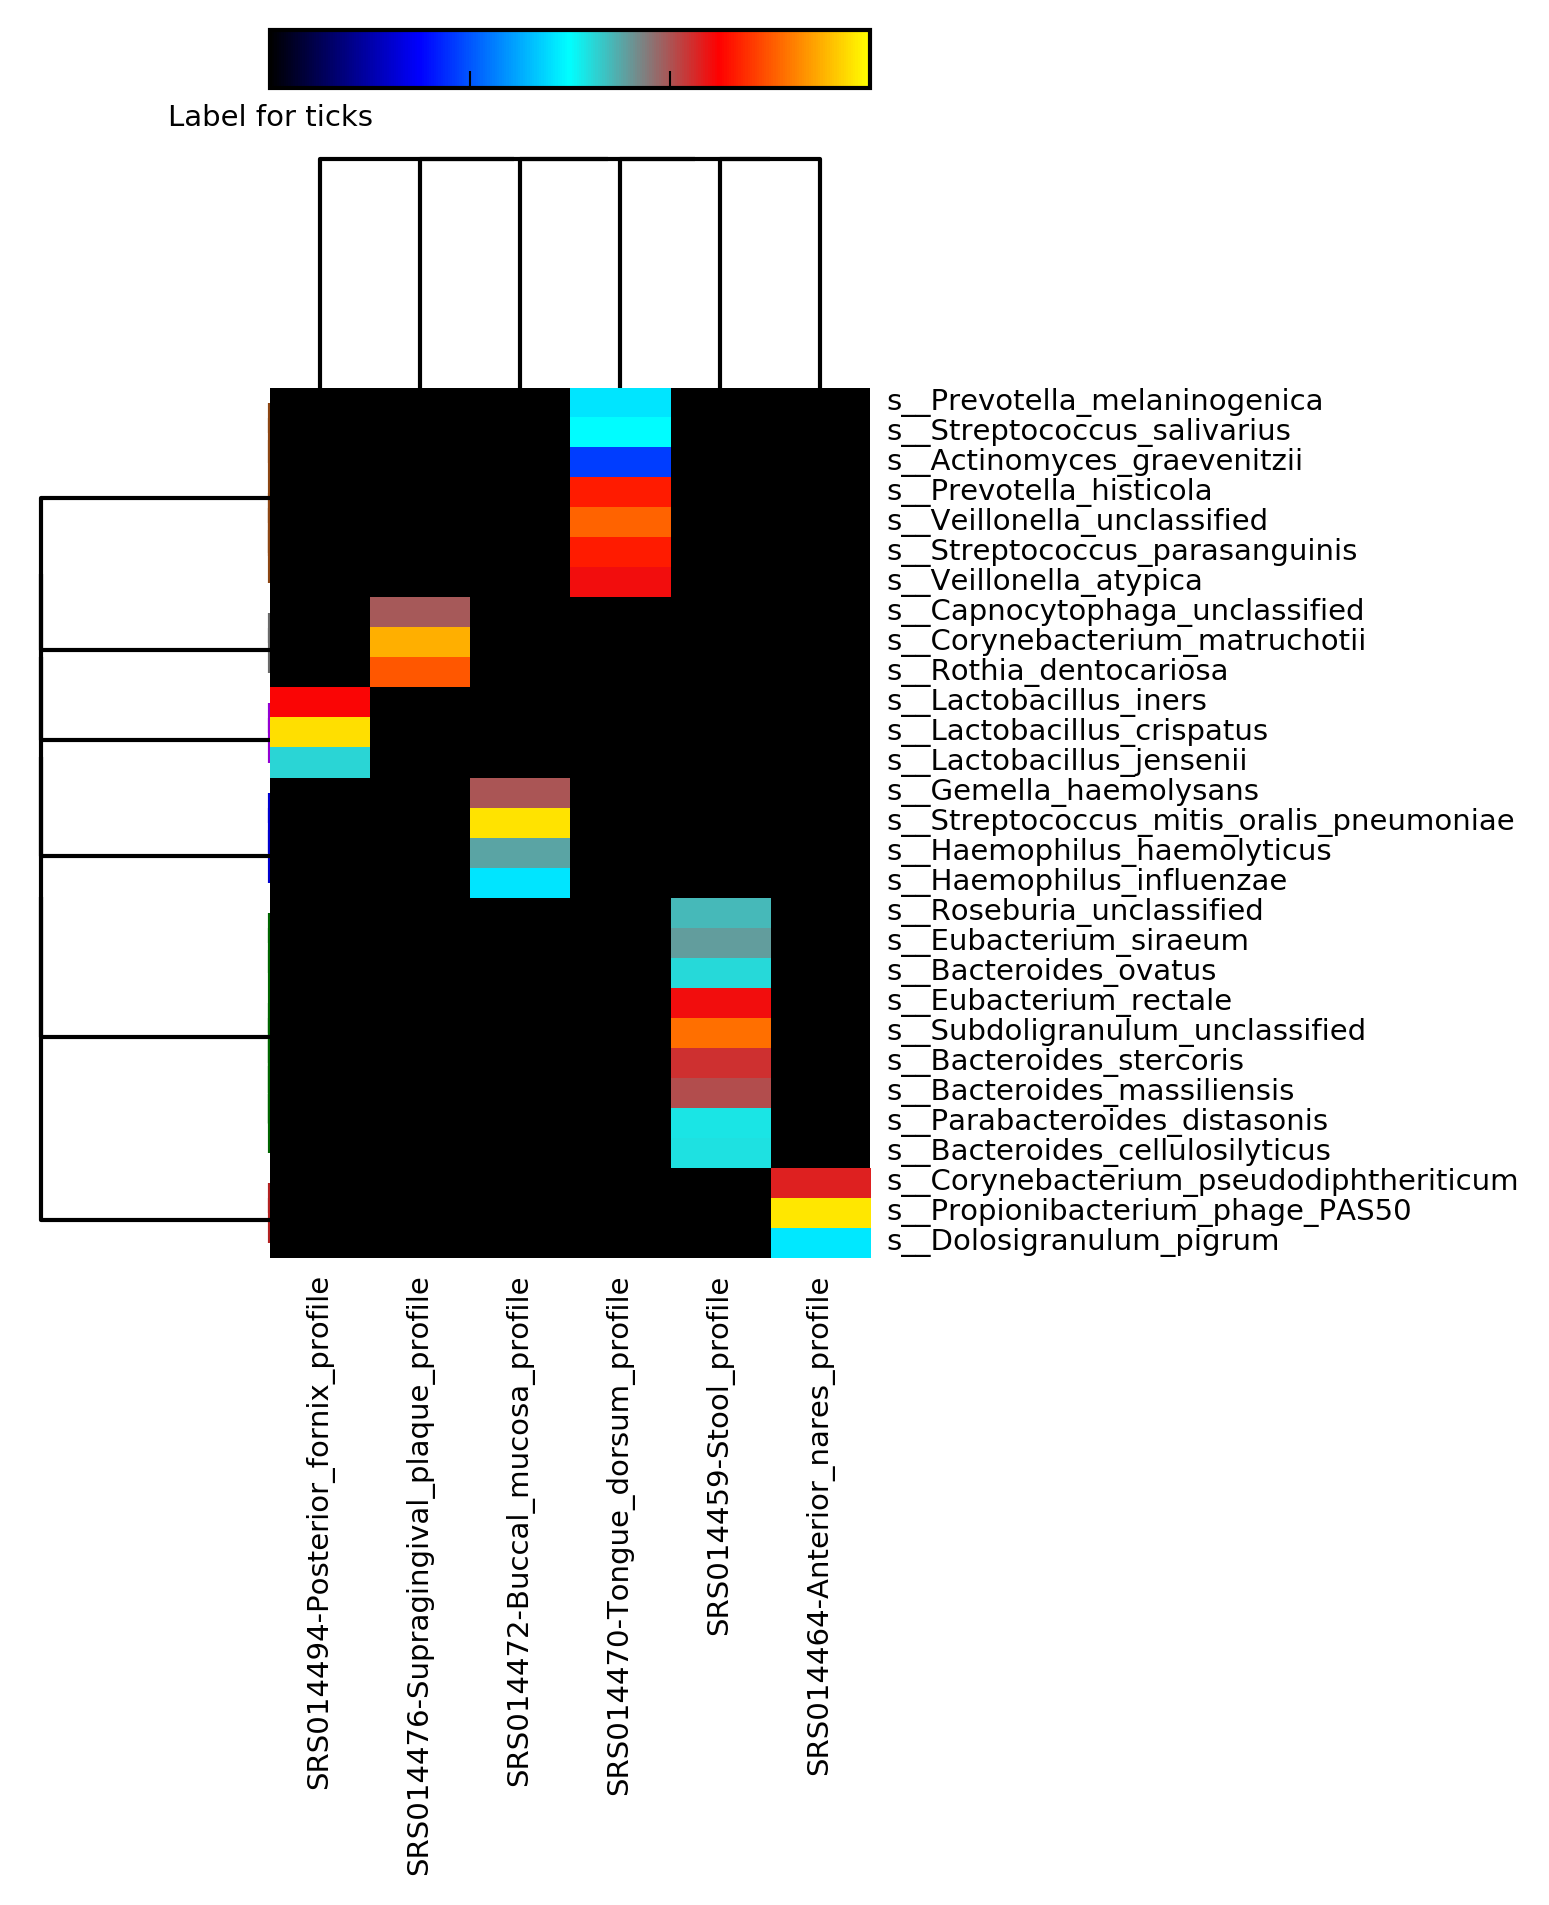 Label for ticks
s__Prevotella_melaninogenica
s__Streptococcus_salivarius
s__Actinomyces_graevenitzii
s__Prevotella_histicola
s__Veillonella_unclassified
s__Streptococcus_parasanguinis
s__Veillonella_atypica
s__Capnocytophaga_unclassified
s__Corynebacterium_matruchotii
s__Rothia_dentocariosa
s__Lactobacillus_iners
s__Lactobacillus_crispatus
s__Lactobacillus_jensenii
s__Gemella_haemolysans
s__Streptococcus_mitis_oralis_pneumoniae
s__Haemophilus_haemolyticus
s__Haemophilus_influenzae
s__Roseburia_unclassified
s__Eubacterium_siraeum
s__Bacteroides_ovatus
s__Eubacterium_rectale
s__Subdoligranulum_unclassified
s__Bacteroides_stercoris
s__Bacteroides_massiliensis
s__Parabacteroides_distasonis
s__Bacteroides_cellulosilyticus
s__Corynebacterium_pseudodiphtheriticum
s__Propionibacterium_phage_PAS50
s__Dolosigranulum_pigrum
SRS014494-Posterior_fornix_profile
SRS014476-Supragingival_plaque_profile
SRS014472-Buccal_mucosa_profile
SRS014470-Tongue_dorsum_profile
SRS014459-Stool_profile
SRS014464-Anterior_nares_profile